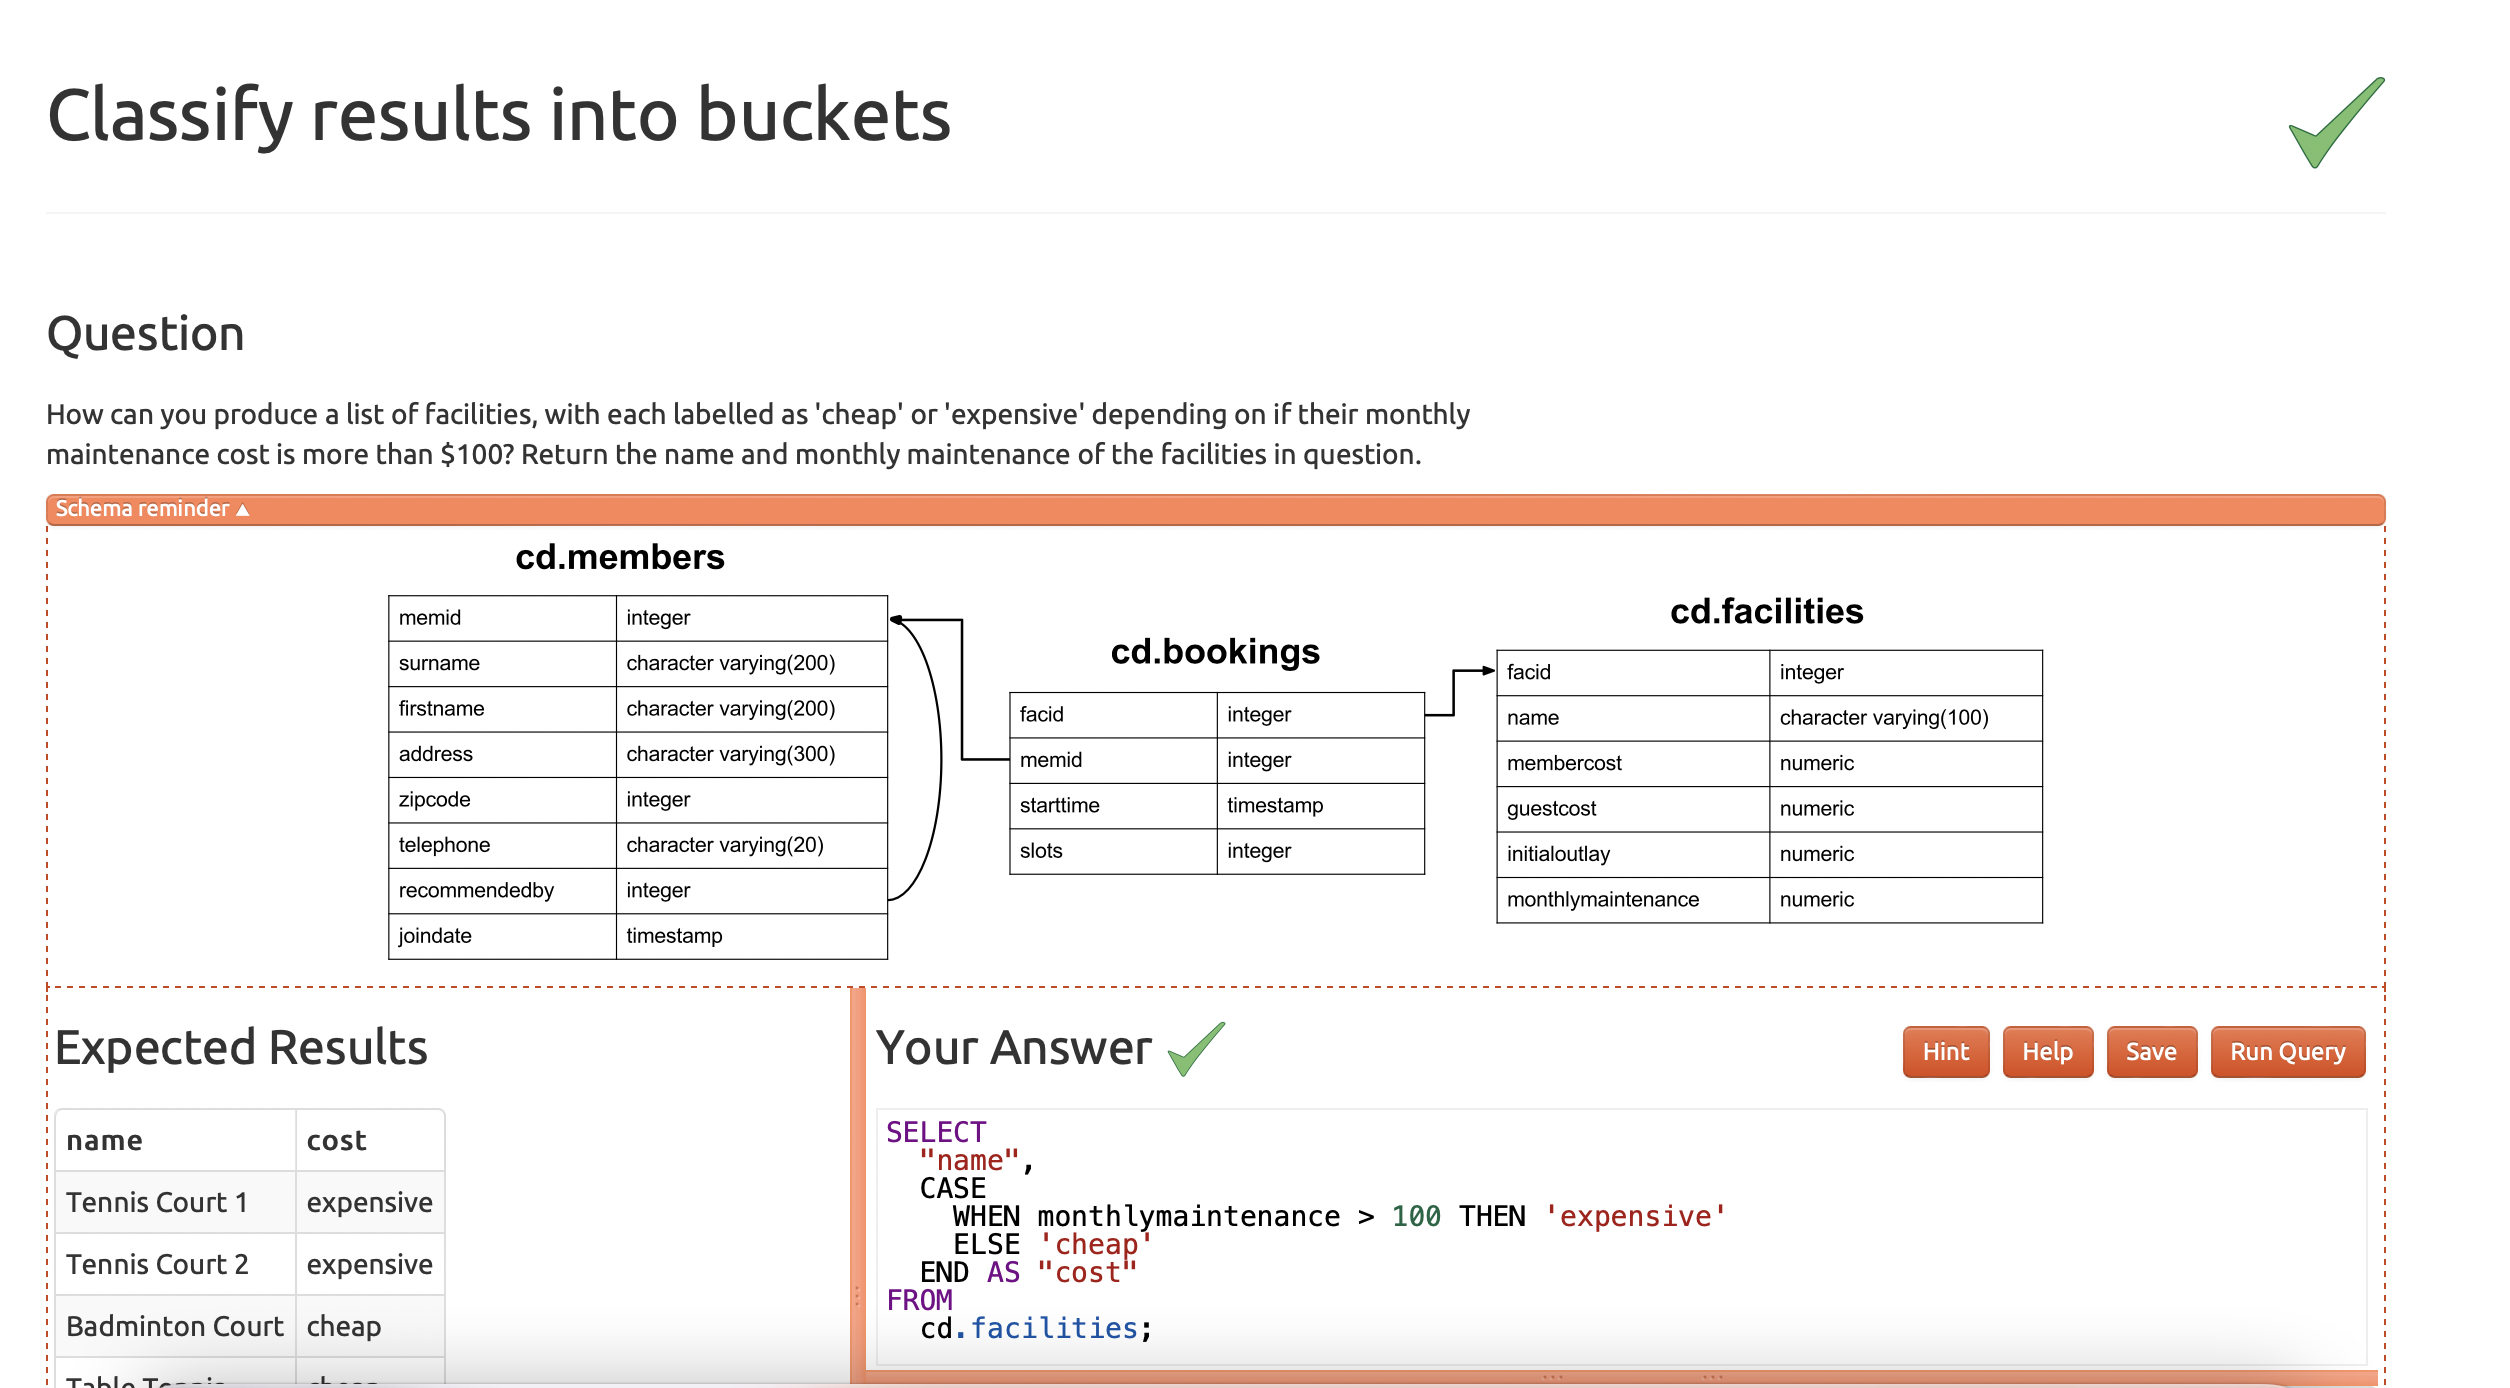 Classify results into buckets
Question
How can you produce a list of facilities, with each labelled as 'cheap' or 'expensive' depending on if their monthly
maintenance cost is more than $100? Return the name and monthly maintenance of the facilities in question.
Schema reminder ▲
cd.members
memid integer
surname character varying(200)
firstname character varying(200)
address character varying(300)
zipcode integer
telephone character varying(20)
recommendedby integer
joindate timestamp
cd.bookings
facid integer
memid integer
starttime timestamp
slots integer
cd.facilities
facid integer
name character varying(100)
membercost numeric
guestcost numeric
initialoutlay numeric
monthlymaintenance numeric
Expected Results
name cost
Tennis Court 1 expensive
Tennis Court 2 expensive
Badminton Court cheap
Table Tennis cheap
Your Answer
Hint Help Save Run Query
SELECT
  "name",
  CASE
    WHEN monthlymaintenance > 100 THEN 'expensive'
    ELSE 'cheap'
  END AS "cost"
FROM
  cd.facilities;